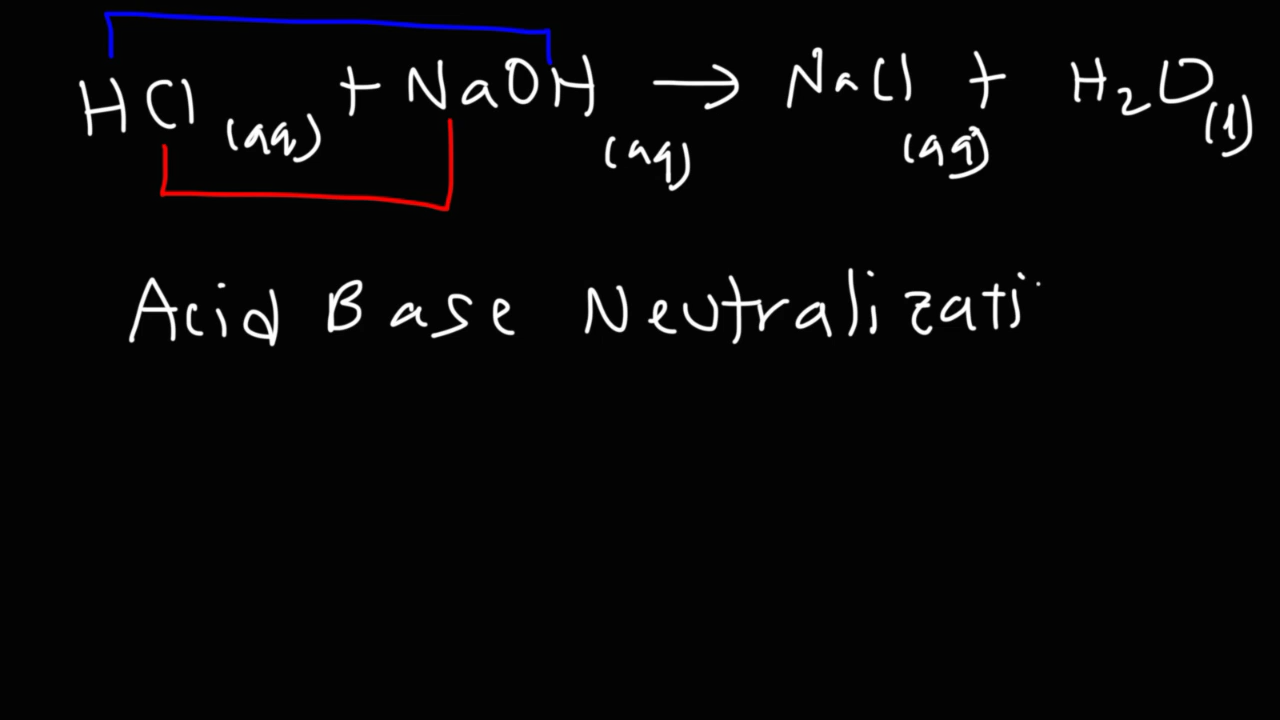 HCl (aq) + NaOH (aq) → NaCl (aq) + H₂O (l)
Acid Base Neutralizati